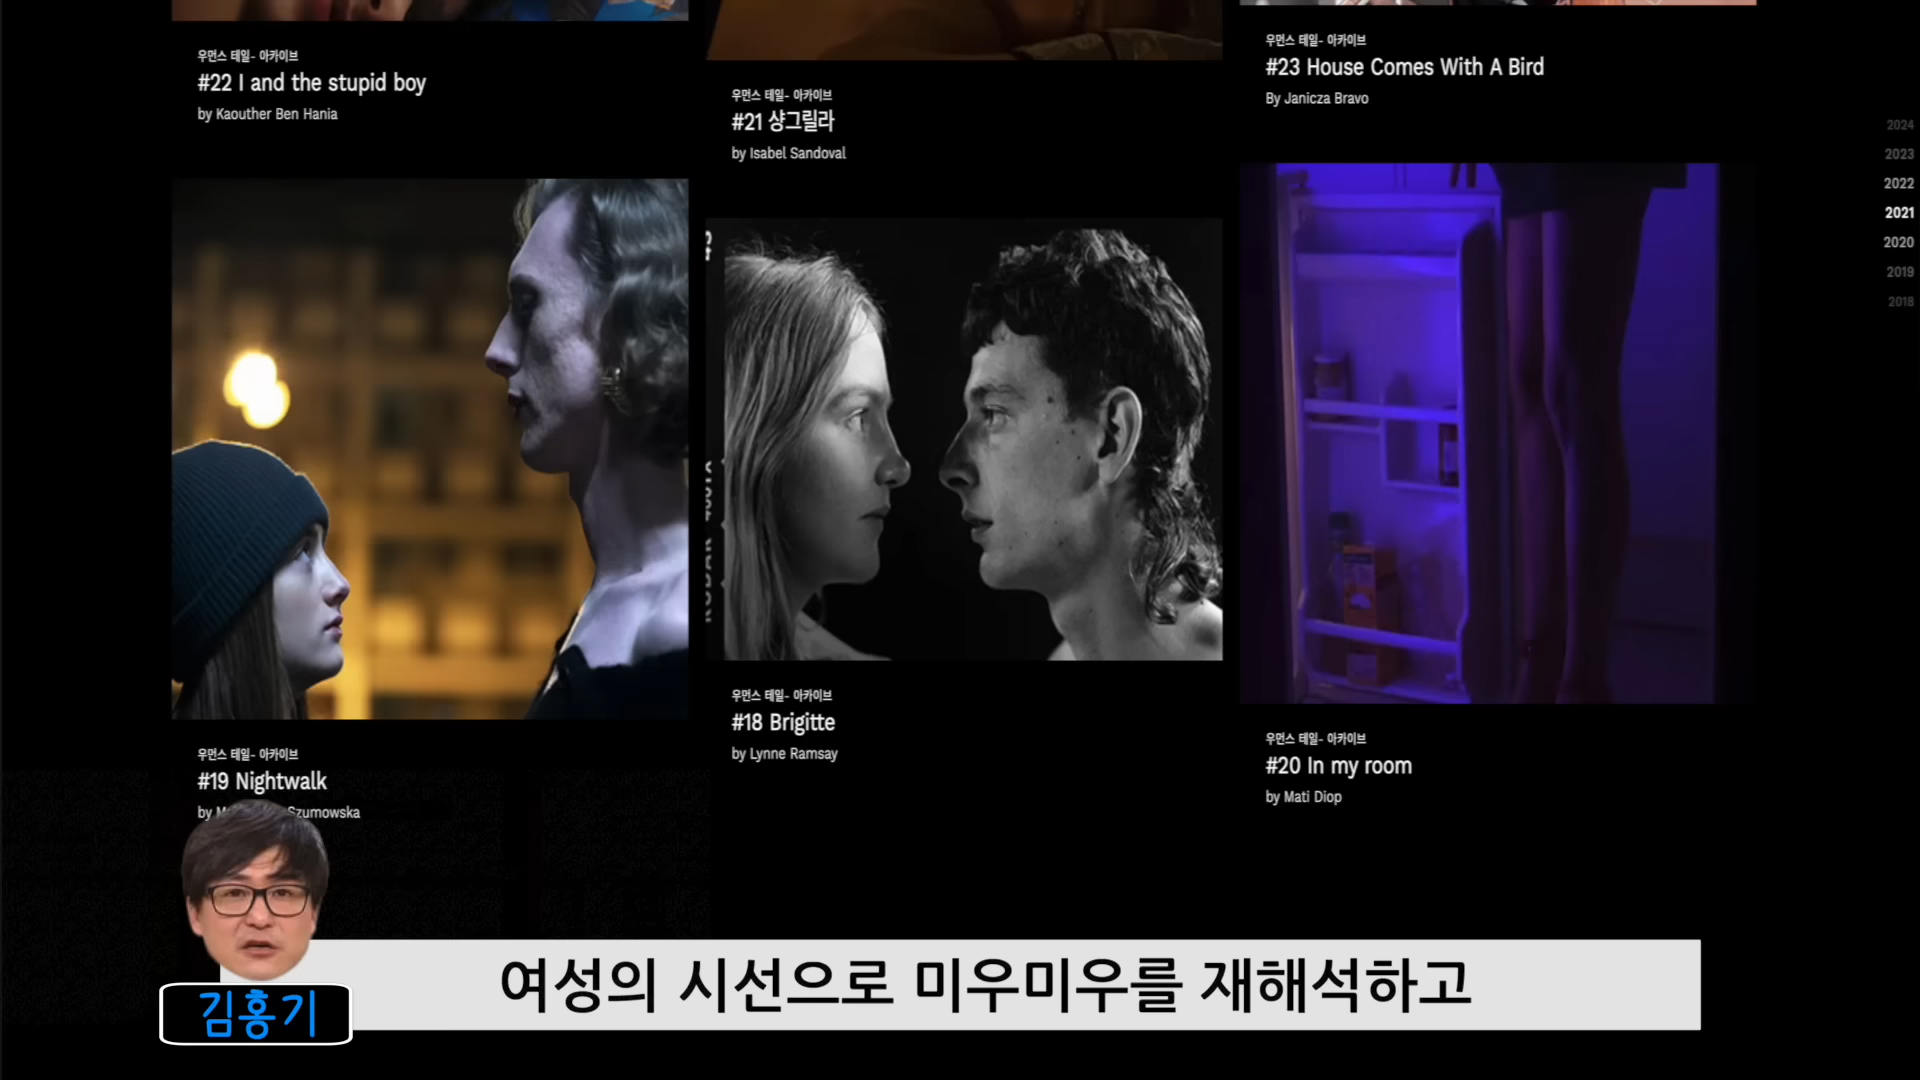 우먼스 테일- 아카이브
#22 I and the stupid boy
by Kaouther Ben Hania
우먼스 테일- 아카이브
#21 샹그릴라
by Isabel Sandoval
우먼스 테일- 아카이브
#23 House Comes With A Bird
By Janicza Bravo
2024
2023
2022
2021
2020
2019
2018
우먼스 테일- 아카이브
#19 Nightwalk
by Szumowska
우먼스 테일- 아카이브
#18 Brigitte
by Lynne Ramsay
우먼스 테일- 아카이브
#20 In my room
by Mati Diop
여성의 시선으로 미우미우를 재해석하고
김홍기